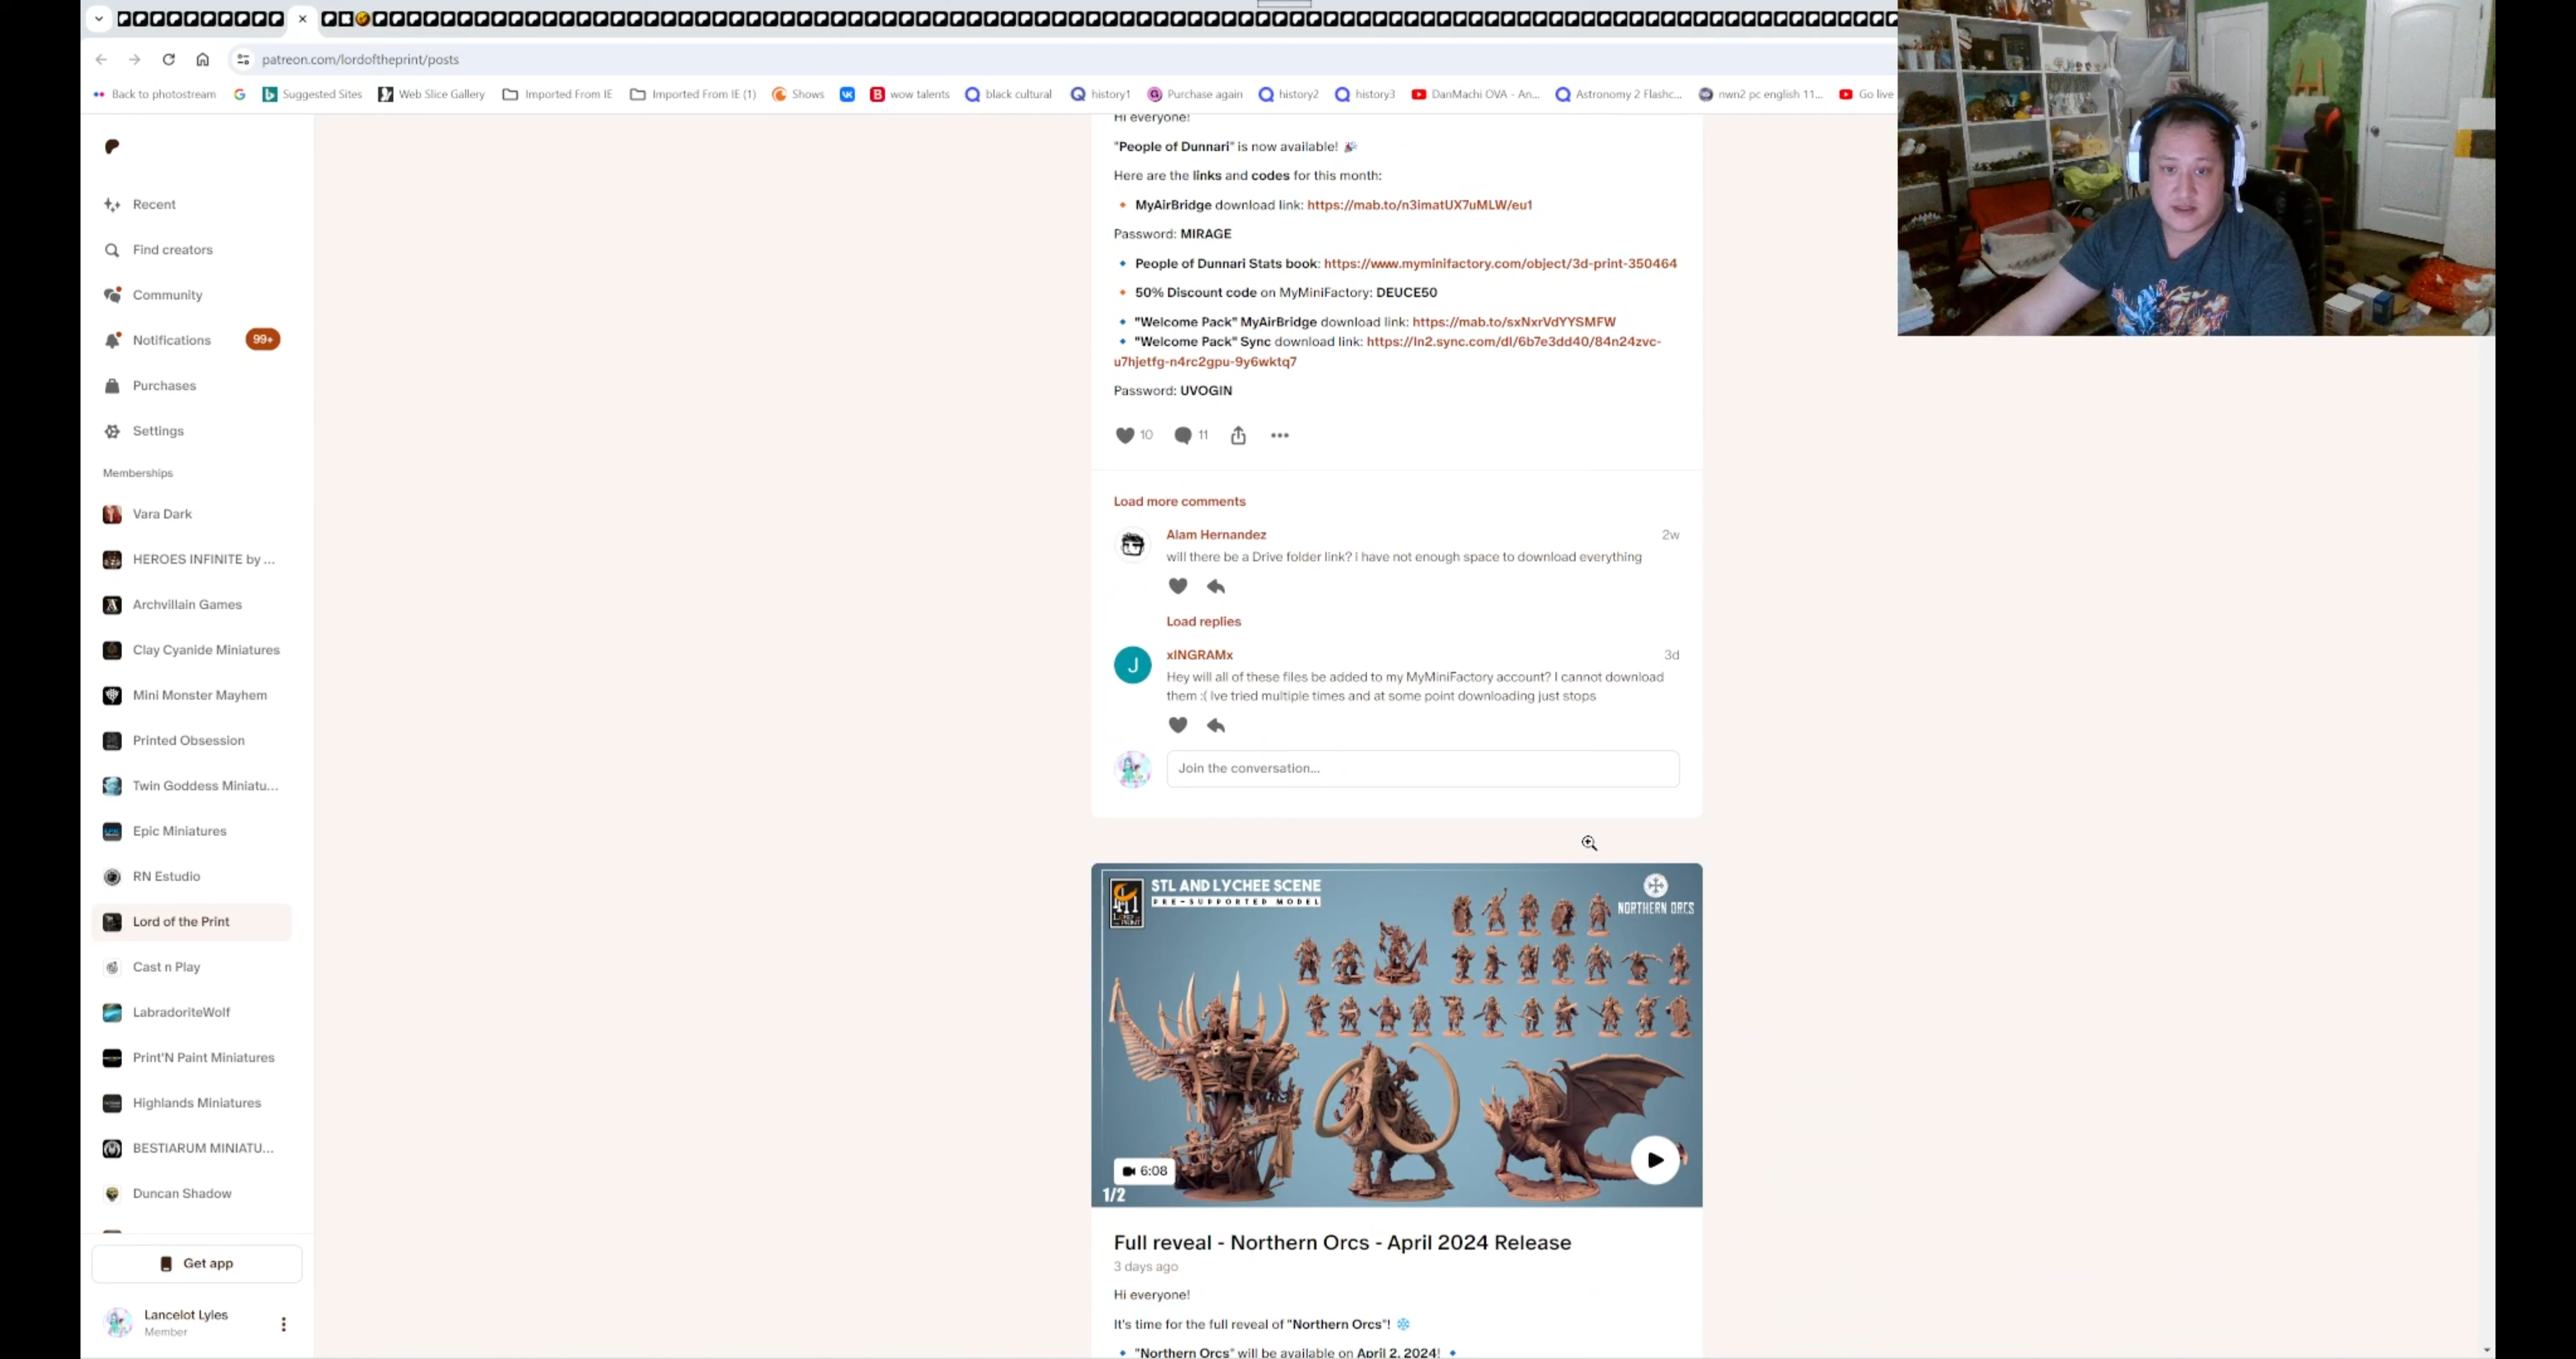 patreon.com/lordoftheprint/posts
Back to photostream
Suggested Sites
Web Slice Gallery
Imported From IE
Imported From IE (1)
Shows
wow talents
black cultural
history1
Purchase again
history2
history3
DanMachi OVA - An...
Astronomy 2 Flashc...
nwn2 pc english 11...
Go live
Recent
Find creators
Community
Notifications
99+
Purchases
Settings
Memberships
Vara Dark
HEROES INFINITE by ...
Archvillain Games
Clay Cyanide Miniatures
Mini Monster Mayhem
Printed Obsession
Twin Goddess Miniatu...
Epic Miniatures
RN Estudio
Lord of the Print
Cast n Play
LabradoriteWolf
Print'N Paint Miniatures
Highlands Miniatures
BESTIARUM MINIATU...
Duncan Shadow
Get app
Lancelot Lyles
Member
Hi everyone!
"People of Dunnari" is now available! 🎉
Here are the links and codes for this month:
🔸 MyAirBridge download link: https://mab.to/n3imatUX7uMLW/eu1
Password: MIRAGE
🔹 People of Dunnari Stats book: https://www.myminifactory.com/object/3d-print-350464
🔸 50% Discount code on MyMiniFactory: DEUCE50
🔹 "Welcome Pack" MyAirBridge download link: https://mab.to/sxNxrVdYYSMFW
🔹 "Welcome Pack" Sync download link: https://ln2.sync.com/dl/6b7e3dd40/84n24zvc-
u7hjetfg-n4rc2gpu-9y6wktq7
Password: UVOGIN
10
11
Load more comments
Alam Hernandez
2w
will there be a Drive folder link? i have not enough space to download everything
Load replies
J
xINGRAMx
3d
Hey will all of these files be added to my MyMiniFactory account? I cannot download
them :( Ive tried multiple times and at some point downloading just stops
Join the conversation...
STL AND LYCHEE SCENE
PRE-SUPPORTED MODEL
NORTHERN ORCS
6:08
1/2
Full reveal - Northern Orcs - April 2024 Release
3 days ago
Hi everyone!
It's time for the full reveal of "Northern Orcs"! ❄️
🔹 "Northern Orcs" will be available on April 2, 2024! 🔹